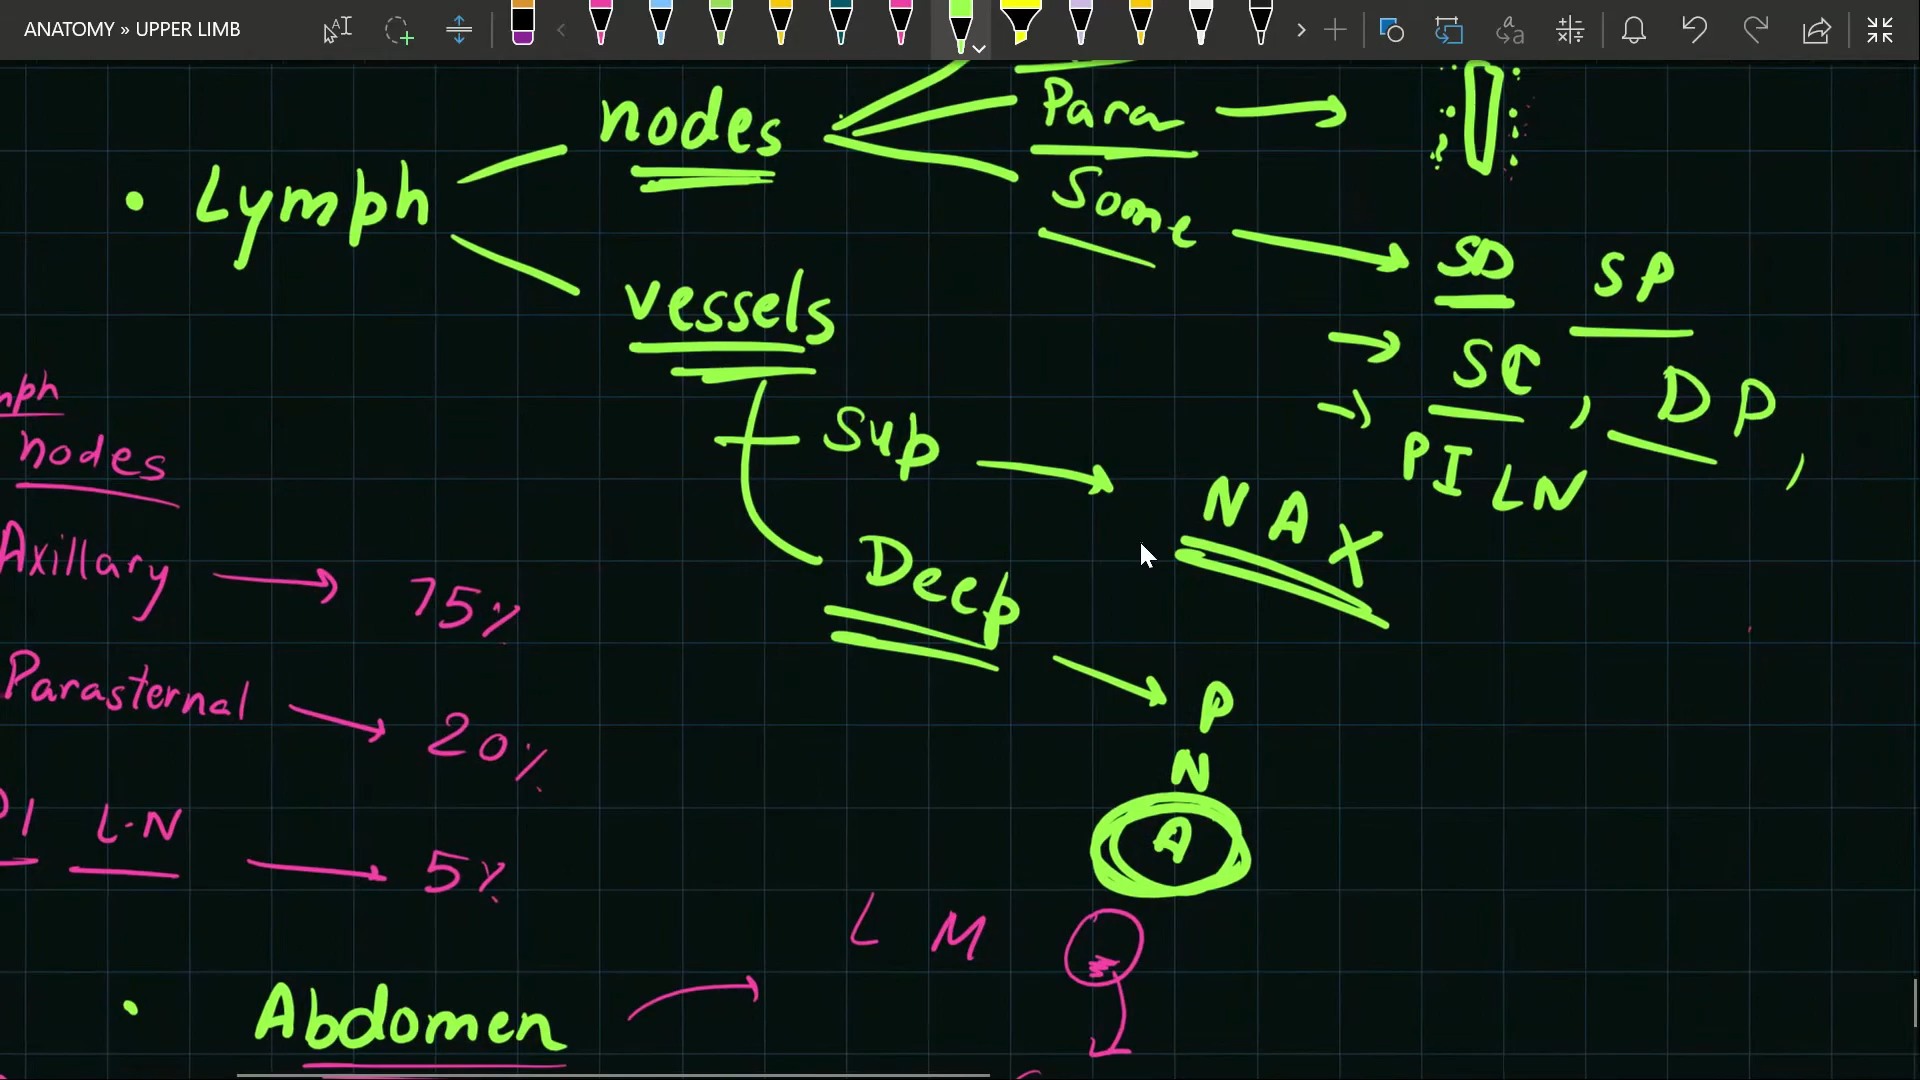 ANATOMY » UPPER LIMB
nodes
Para
Lymph
Some
SD SP
vessels
SC , DP ,
PI LN
nodes
Sup
NAX
Axillary
75%
Deep
Parasternal
20%
P
N
A
L.N
5%
L M
Abdomen